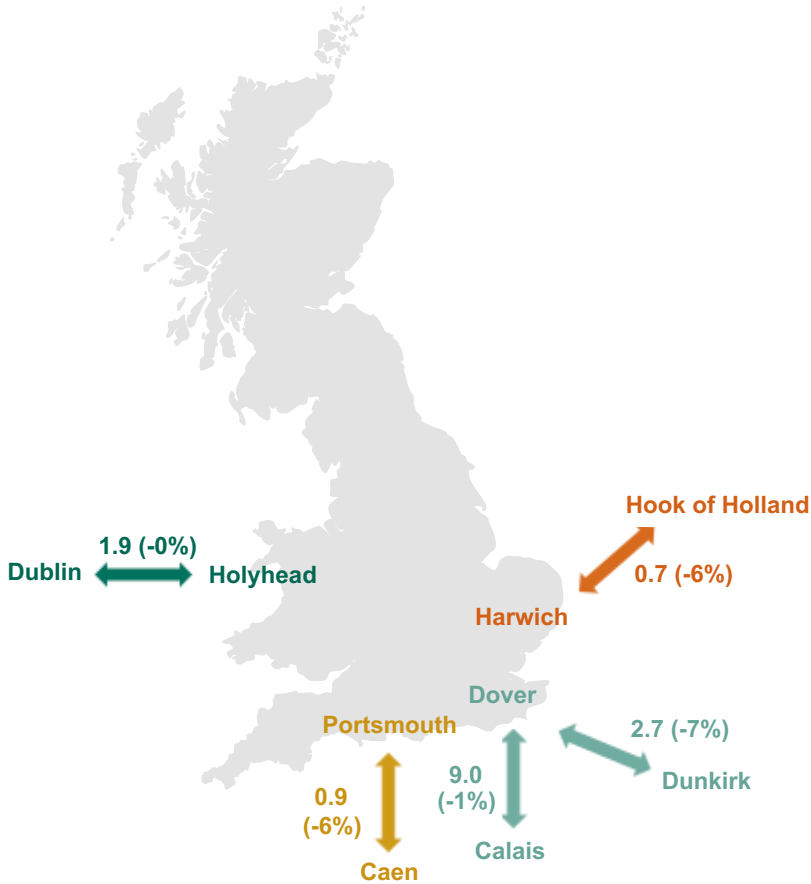 Hook of Holland
1.9 (-0%)
0.7 (-6%)
Dublin
Holyhead
Harwich
Dover
Portsmouth
2.7 (-7%)
9.0
(-1%)
Dunkirk
0.9
(-6%)
Calais
Caen